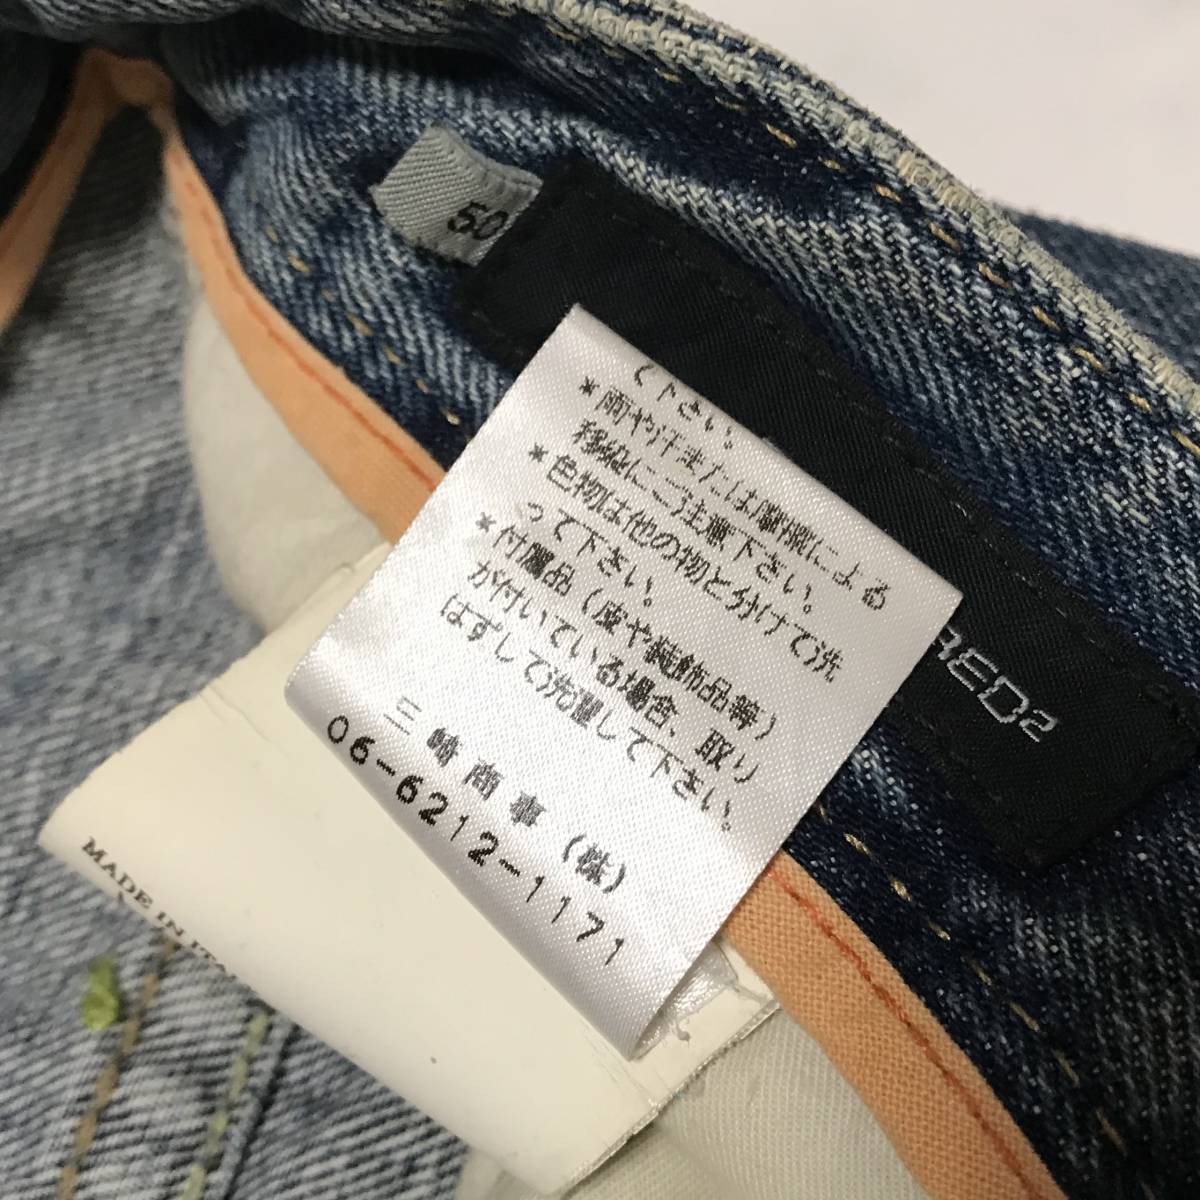 50
RED2
て下さい。
*雨や汗または摩擦による
移染にご注意下さい。
*色物は他の物と分けて洗
って下さい。
*付属品(皮や装飾品等)
が付いている場合、取り
はずして洗濯して下さい。
三崎商事(株)
06-6212-1171
MADE IN ITA